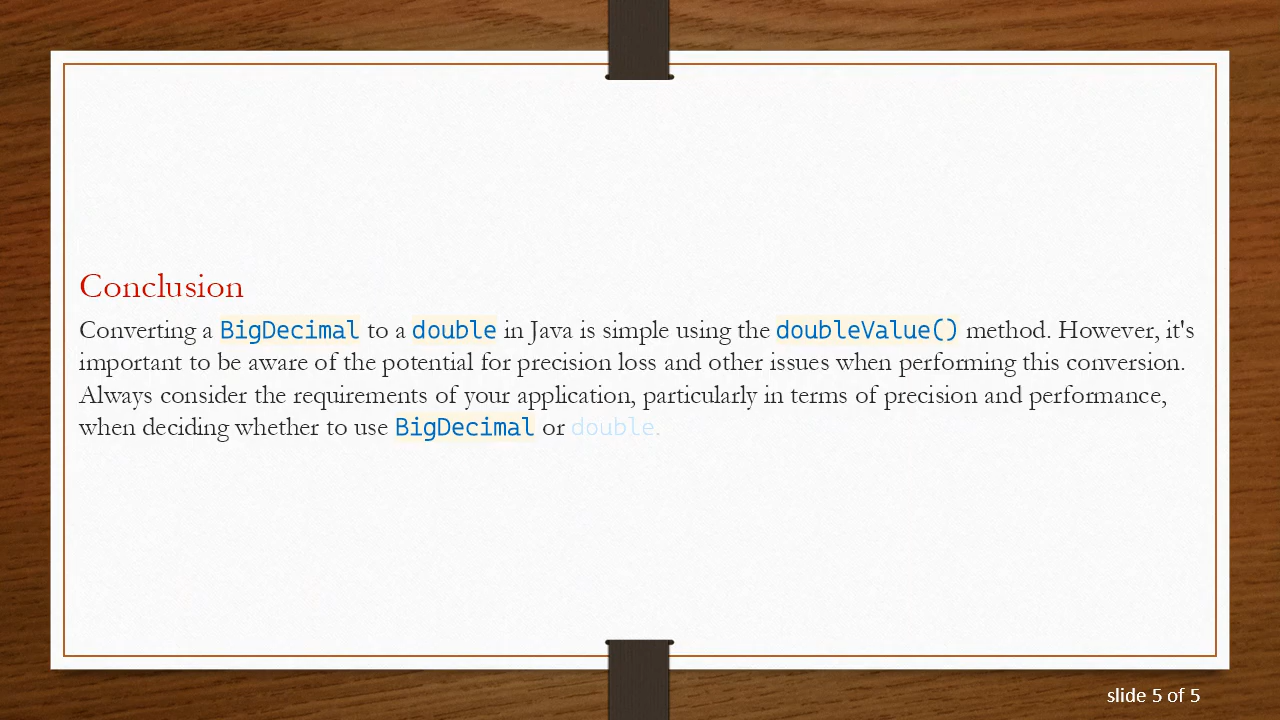 Conclusion
Converting a BigDecimal to a double in Java is simple using the doubleValue() method. However, it's
important to be aware of the potential for precision loss and other issues when performing this conversion.
Always consider the requirements of your application, particularly in terms of precision and performance,
when deciding whether to use BigDecimal or double.
slide 5 of 5